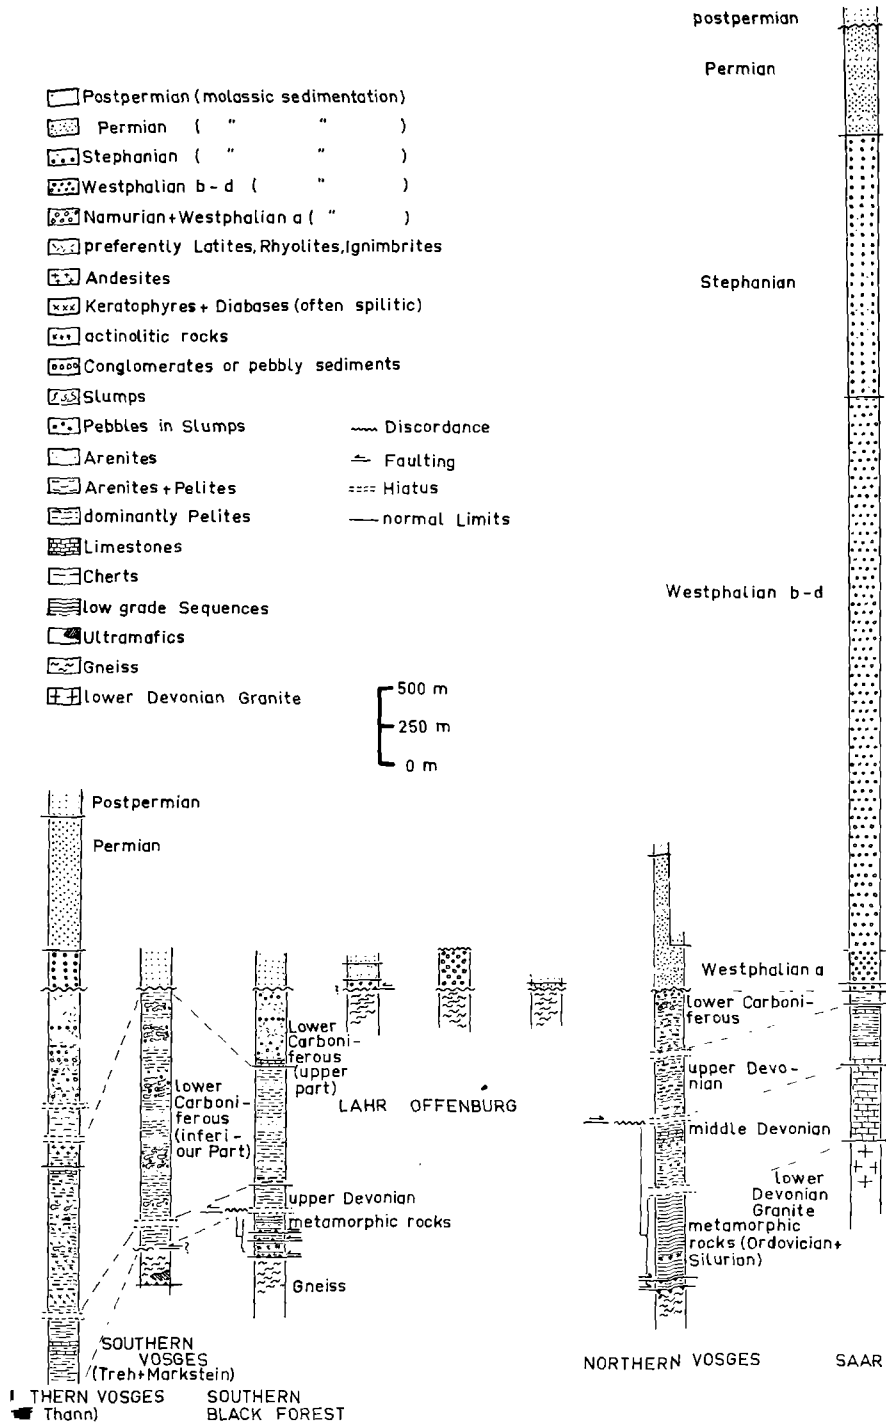 postpermian
Permian
Postpermian (molassic sedimentation)
Permian ( " " )
Stephanian ( " " )
Westphalian b-d ( " )
Namurian+Westphalian a ( " )
preferently Latites, Rhyolites, Ignimbrites
Andesites
Keratophyres + Diabases (often spilitic)
actinolitic rocks
Conglomerates or pebbly sediments
Slumps
Pebbles in Slumps
Arenites
Arenites + Pelites
dominantly Pelites
Limestones
Cherts
low grade Sequences
Ultramafics
Gneiss
lower Devonian Granite
Discordance
Faulting
Hiatus
normal Limits
500 m
250 m
0 m
Stephanian
Westphalian b-d
Postpermian
Permian
Westphalian a
lower Carboni-
ferous
upper Devo-
nian
middle Devonian
lower
Devonian
Granite
metamorphic
rocks (Ordovician+
Silurian)
lower
Carboni-
ferous
(inferi-
our Part)
Lower
Carboni-
ferous
(upper
part)
LAHR OFFENBURG
upper Devonian
metamorphic rocks
Gneiss
SOUTHERN
VOSGES
(Treh+Markstein)
THERN VOSGES
Thann)
SOUTHERN
BLACK FOREST
NORTHERN VOSGES
SAAR